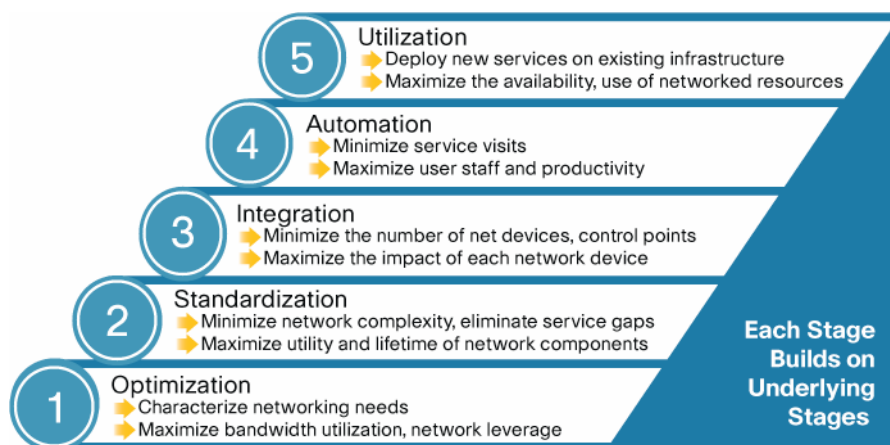 5
Utilization
Deploy new services on existing infrastructure
Maximize the availability, use of networked resources
4
Automation
Minimize service visits
Maximize user staff and productivity
3
Integration
Minimize the number of net devices, control points
Maximize the impact of each network device
2
Standardization
Minimize network complexity, eliminate service gaps
Maximize utility and lifetime of network components
1
Optimization
Characterize networking needs
Maximize bandwidth utilization, network leverage
Each Stage
Builds on
Underlying
Stages